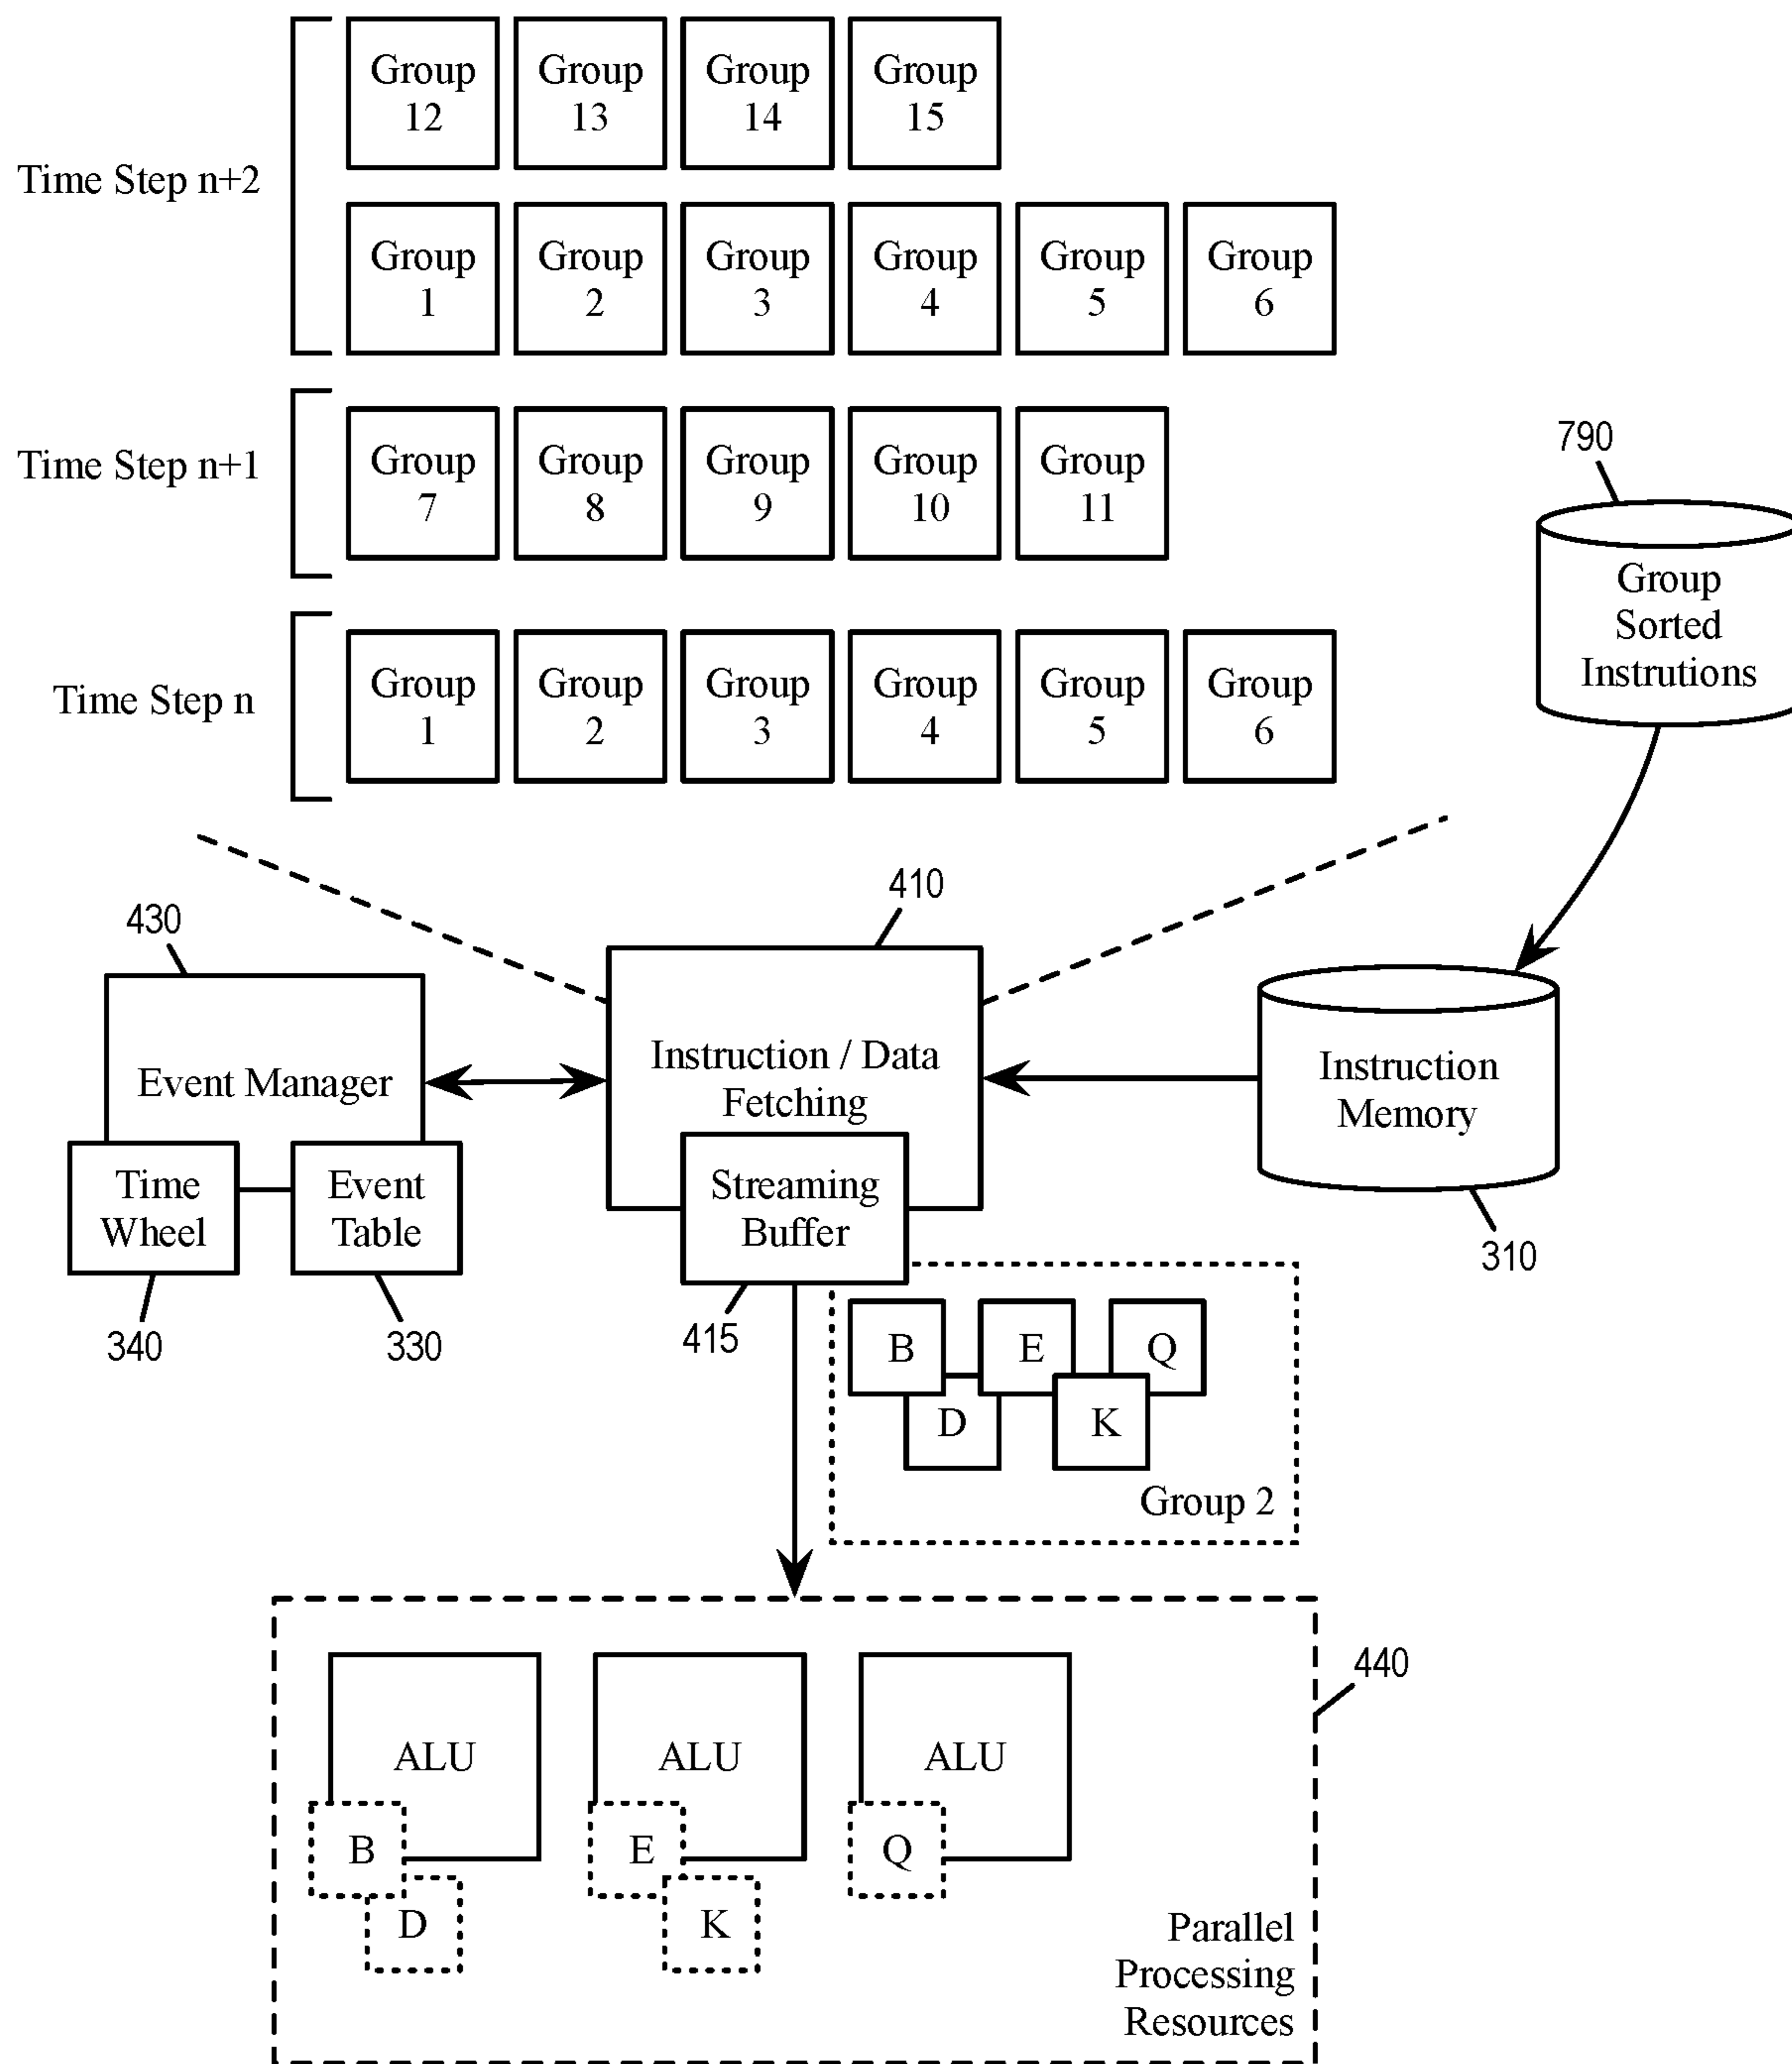 Group 12
Group 13
Group 14
Group 15
Time Step n+2
Group 1
Group 2
Group 3
Group 4
Group 5
Group 6
Time Step n+1
Group 7
Group 8
Group 9
Group 10
Group 11
790
Group
Sorted
Instrutions
Time Step n
Group 1
Group 2
Group 3
Group 4
Group 5
Group 6
430
410
Event Manager
Instruction / Data
Fetching
Instruction
Memory
Time
Wheel
Event
Table
Streaming
Buffer
340
330
415
310
B
E
Q
D
K
Group 2
440
ALU
ALU
ALU
B
E
Q
D
K
Parallel
Processing
Resources